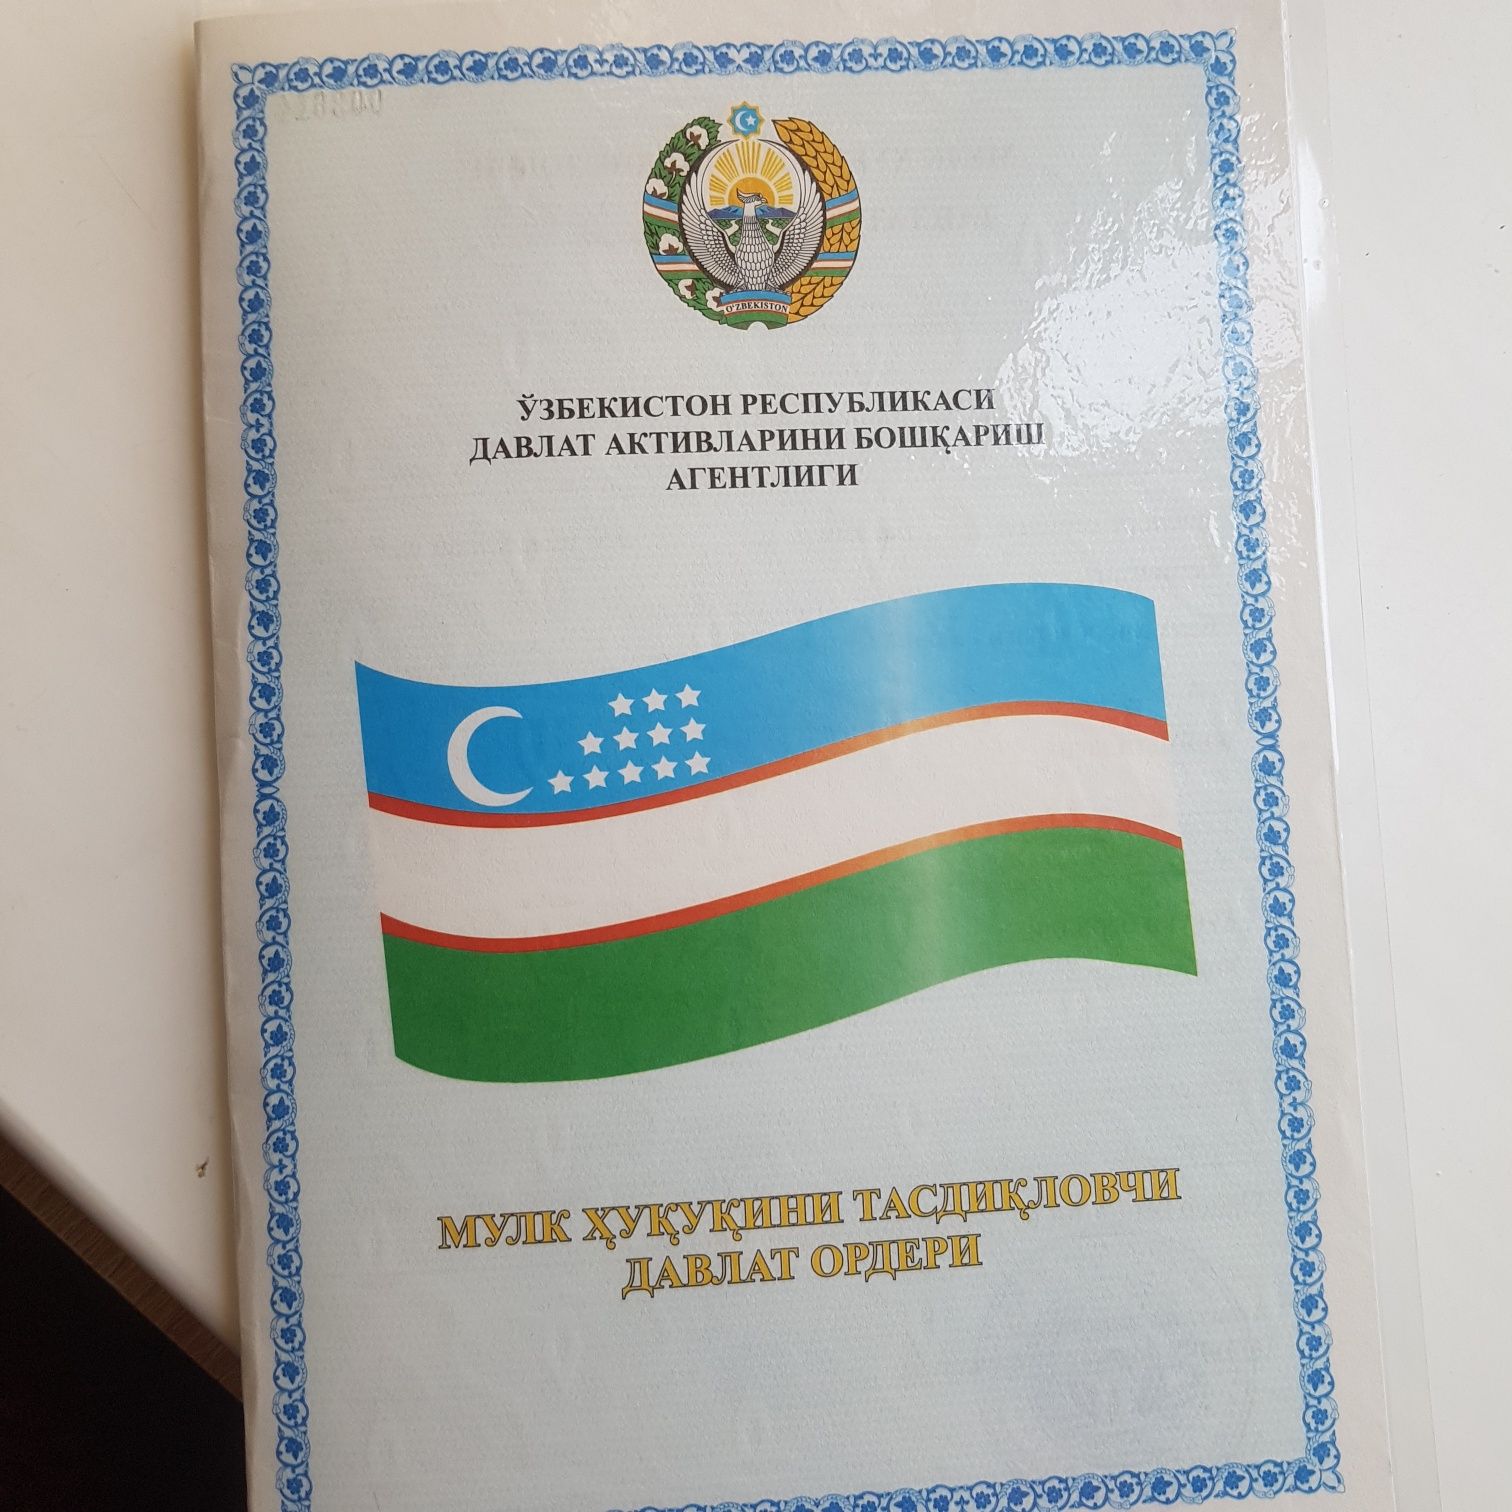 O'ZBEKISTON
ЎЗБЕКИСТОН РЕСПУБЛИКАСИ
ДАВЛАТ АКТИВЛАРИНИ БОШҚАРИШ
АГЕНТЛИГИ
МУЛК ҲУҚУҚИНИ ТАСДИҚЛОВЧИ
ДАВЛАТ ОРДЕРИ